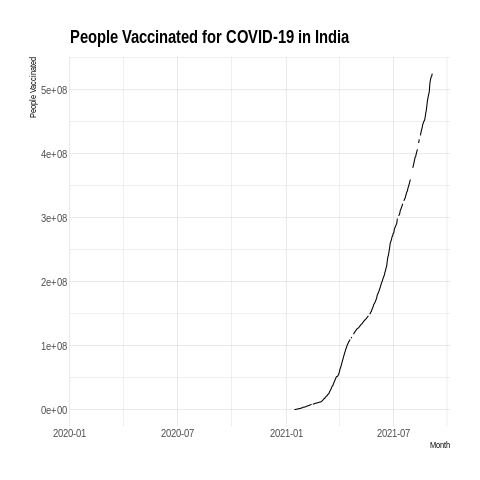 People Vaccinated for COVID-19 in India
People Vaccinated
5e+08
4e+08
3e+08
2e+08
1e+08
0e+00
2020-01 2020-07 2021-01 2021-07
Month